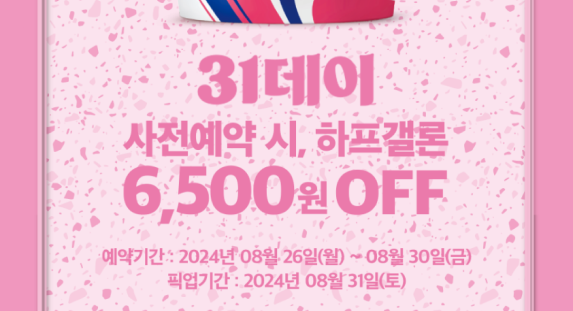 31데이
사전예약 시, 하프갤론
6,500원 OFF
예약기간 : 2024년 08월 26일(월) ~ 08월 30일(금)
픽업기간 : 2024년 08월 31일(토)